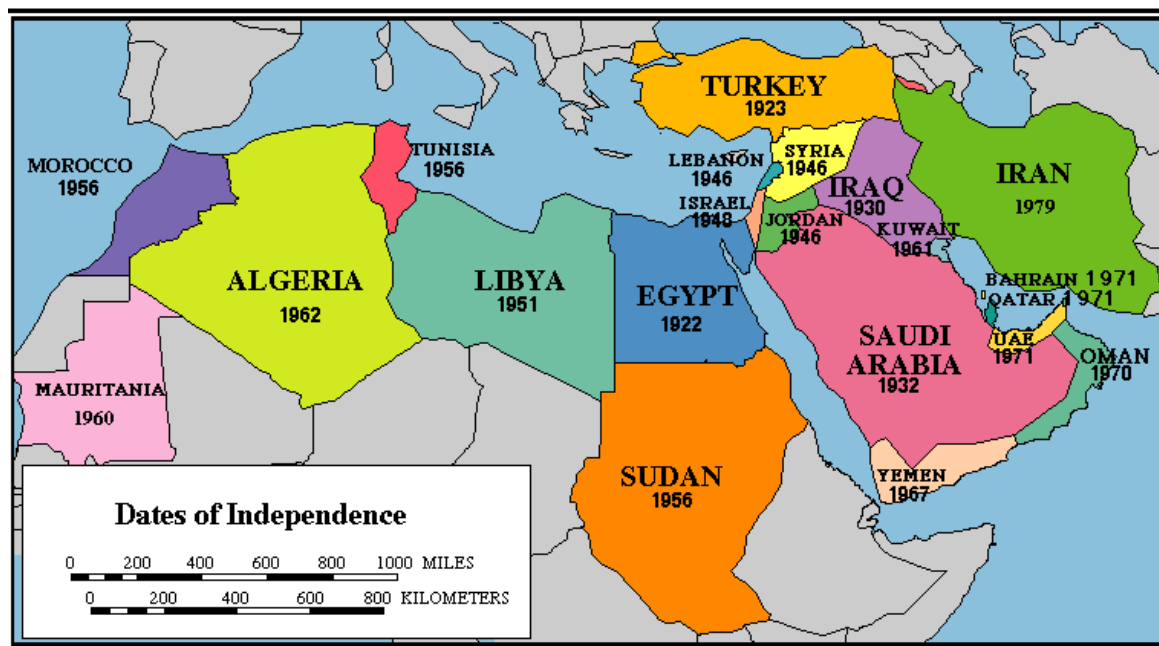 TURKEY
1923
MOROCCO
1956
TUNISIA
1956
LEBANON
1946
SYRIA
1946
IRAQ
1930
IRAN
1979
ISRAEL
1948
JORDAN
1946
KUWAIT
1961
ALGERIA
1962
LIBYA
1951
EGYPT
1922
BAHRAIN 1971
QATAR 1971
SAUDI
ARABIA
1932
UAE
1971
OMAN
1970
MAURITANIA
1960
SUDAN
1956
YEMEN
1967
Dates of Independence
0 200 400 600 800 1000 MILES
0 200 400 600 800 KILOMETERS